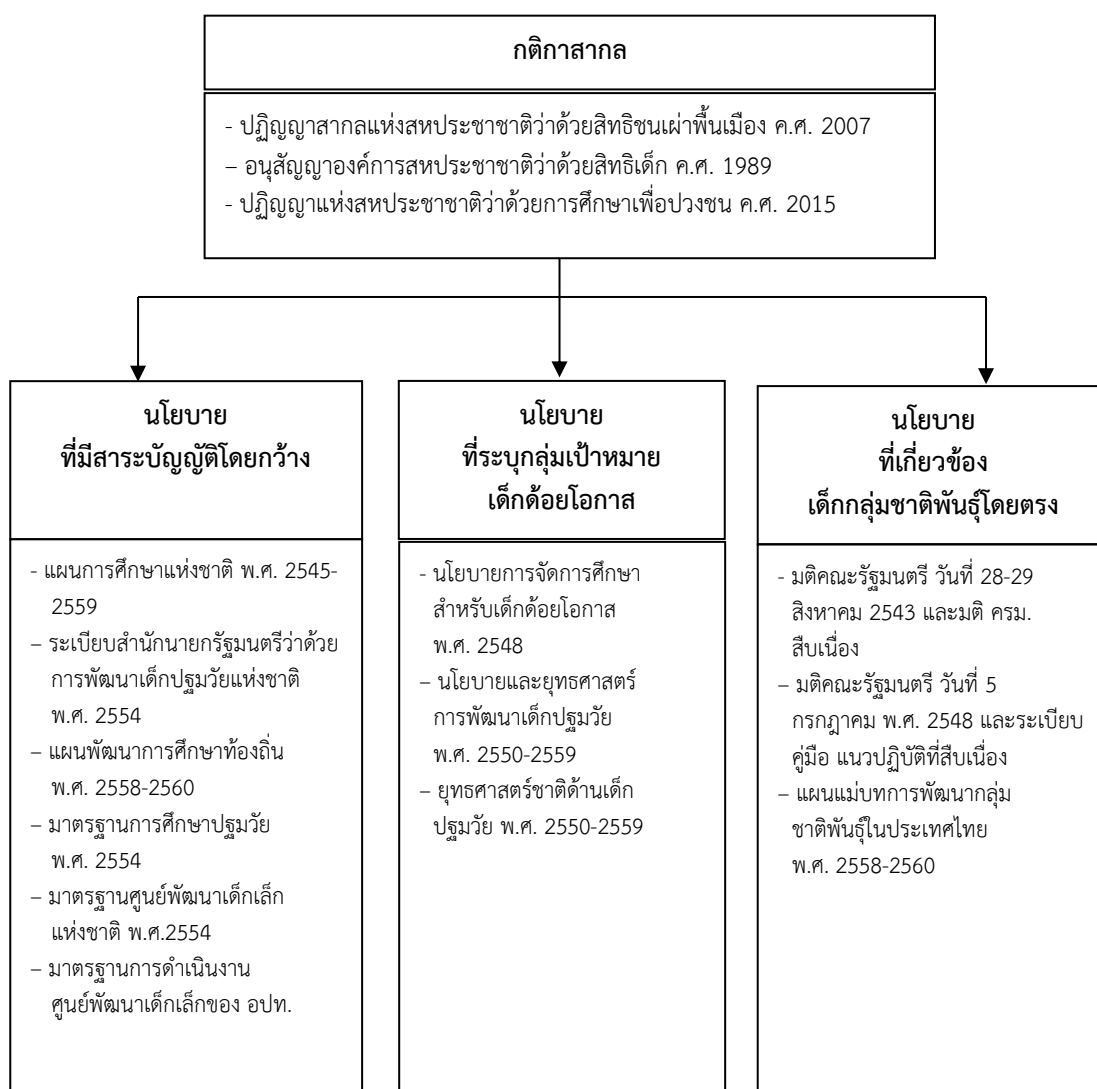 กติกาสากล
- ปฏิญญาสากลแห่งสหประชาชาติว่าด้วยสิทธิชนเผ่าพื้นเมือง ค.ศ. 2007
– อนุสัญญาองค์การสหประชาชาติว่าด้วยสิทธิเด็ก ค.ศ. 1989
- ปฏิญญาแห่งสหประชาชาติว่าด้วยการศึกษาเพื่อปวงชน ค.ศ. 2015
นโยบาย
ที่มีสาระบัญญัติโดยกว้าง
- แผนการศึกษาแห่งชาติ พ.ศ. 2545-
2559
– ระเบียบสำนักนายกรัฐมนตรีว่าด้วย
การพัฒนาเด็กปฐมวัยแห่งชาติ
พ.ศ. 2554
– แผนพัฒนาการศึกษาท้องถิ่น
พ.ศ. 2558-2560
– มาตรฐานการศึกษาปฐมวัย
พ.ศ. 2554
– มาตรฐานศูนย์พัฒนาเด็กเล็ก
แห่งชาติ พ.ศ.2554
– มาตรฐานการดำเนินงาน
ศูนย์พัฒนาเด็กเล็กของ อปท.
นโยบาย
ที่ระบุกลุ่มเป้าหมาย
เด็กด้อยโอกาส
- นโยบายการจัดการศึกษา
สำหรับเด็กด้อยโอกาส
พ.ศ. 2548
– นโยบายและยุทธศาสตร์
การพัฒนาเด็กปฐมวัย
พ.ศ. 2550-2559
– ยุทธศาสตร์ชาติด้านเด็ก
ปฐมวัย พ.ศ. 2550-2559
นโยบาย
ที่เกี่ยวข้อง
เด็กกลุ่มชาติพันธุ์โดยตรง
- มติคณะรัฐมนตรี วันที่ 28-29
สิงหาคม 2543 และมติ ครม.
สืบเนื่อง
– มติคณะรัฐมนตรี วันที่ 5
กรกฎาคม พ.ศ. 2548 และระเบียบ
คู่มือ แนวปฏิบัติที่สืบเนื่อง
– แผนแม่บทการพัฒนากลุ่ม
ชาติพันธุ์ในประเทศไทย
พ.ศ. 2558-2560